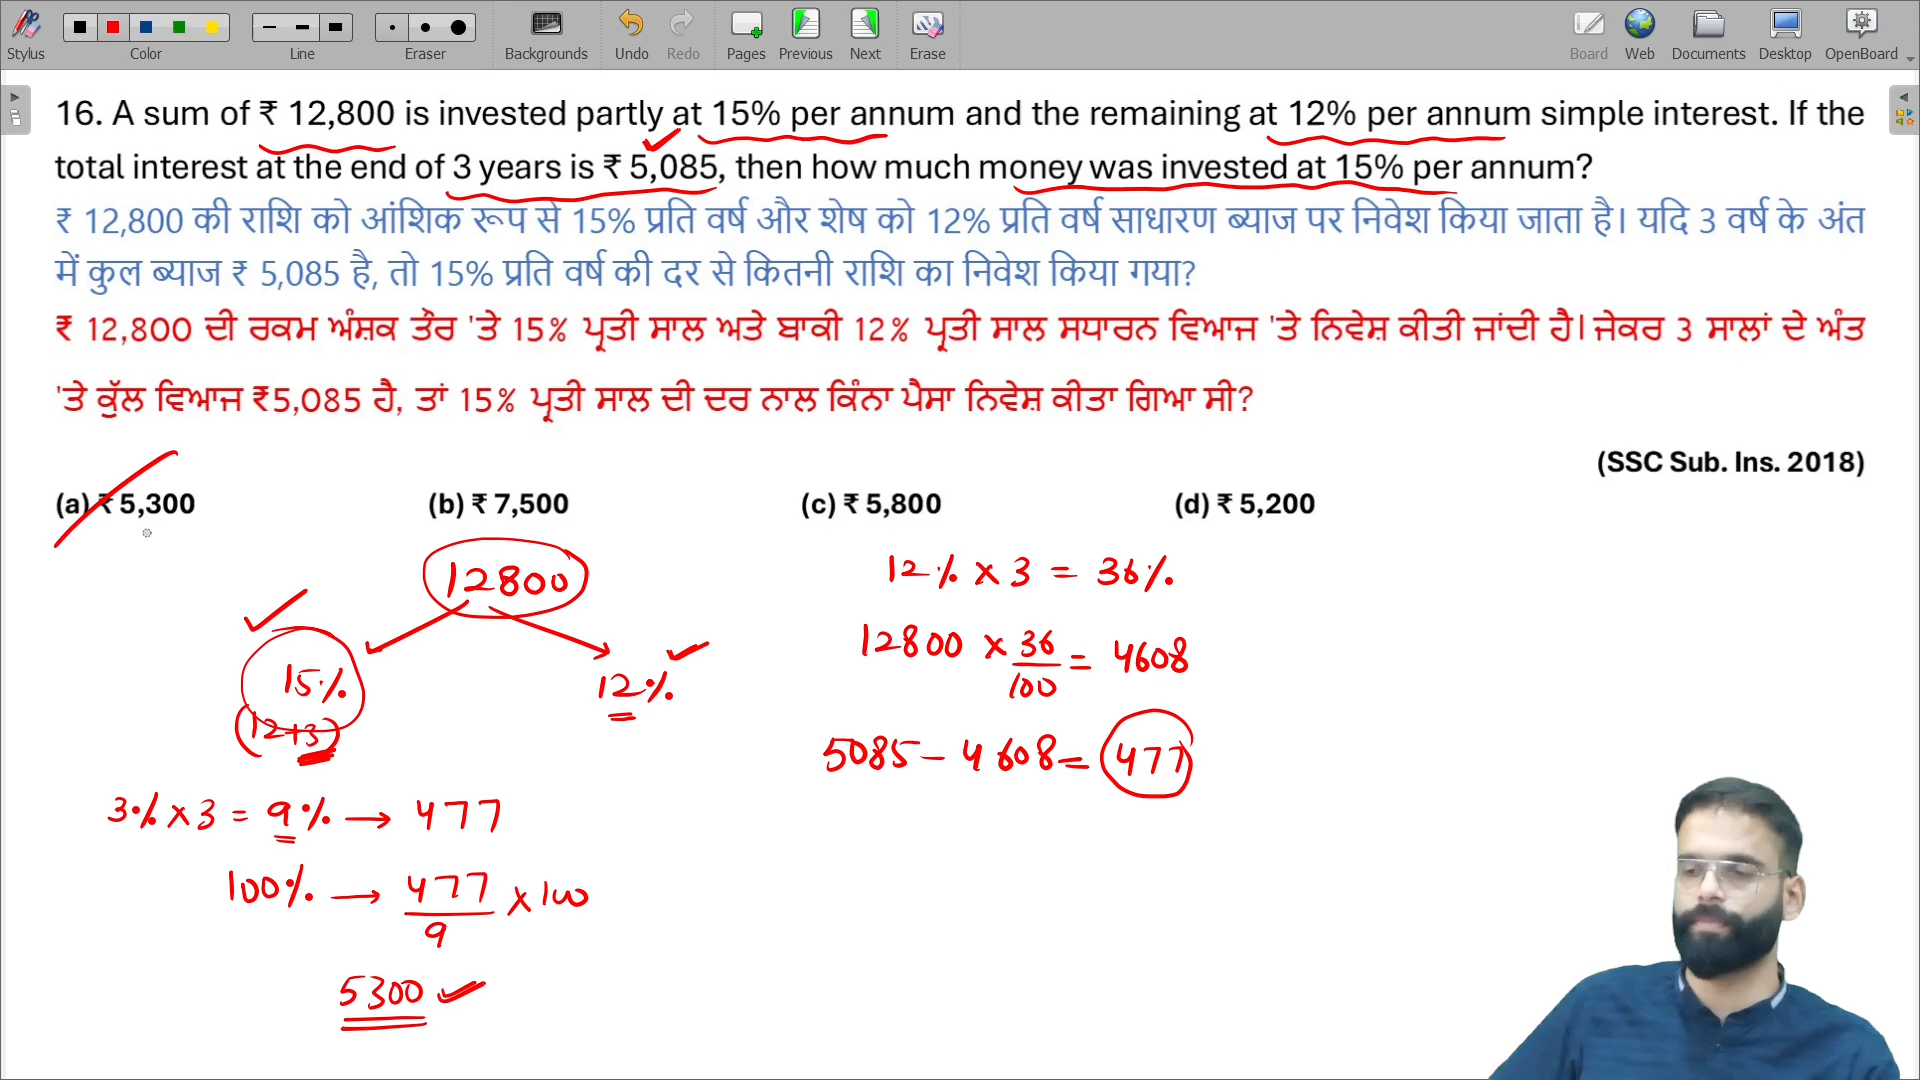 Stylus Color Line Eraser Backgrounds Undo Redo Pages Previous Next Erase Board Web Documents Desktop OpenBoard
16. A sum of ₹ 12,800 is invested partly at 15% per annum and the remaining at 12% per annum simple interest. If the
total interest at the end of 3 years is ₹ 5,085, then how much money was invested at 15% per annum?
₹ 12,800 की राशि को आंशिक रूप से 15% प्रति वर्ष और शेष को 12% प्रति वर्ष साधारण ब्याज पर निवेश किया जाता है। यदि 3 वर्ष के अंत
में कुल ब्याज ₹ 5,085 है, तो 15% प्रति वर्ष की दर से कितनी राशि का निवेश किया गया?
₹ 12,800 ਦੀ ਰਕਮ ਅੰਸ਼ਕ ਤੌਰ 'ਤੇ 15% ਪ੍ਰਤੀ ਸਾਲ ਅਤੇ ਬਾਕੀ 12% ਪ੍ਰਤੀ ਸਾਲ ਸਧਾਰਨ ਵਿਆਜ 'ਤੇ ਨਿਵੇਸ਼ ਕੀਤੀ ਜਾਂਦੀ ਹੈ। ਜੇਕਰ 3 ਸਾਲਾਂ ਦੇ ਅੰਤ
'ਤੇ ਕੁੱਲ ਵਿਆਜ ₹5,085 ਹੈ, ਤਾਂ 15% ਪ੍ਰਤੀ ਸਾਲ ਦੀ ਦਰ ਨਾਲ ਕਿੰਨਾ ਪੈਸਾ ਨਿਵੇਸ਼ ਕੀਤਾ ਗਿਆ ਸੀ?
(SSC Sub. Ins. 2018)
(a) ₹ 5,300 (b) ₹ 7,500 (c) ₹ 5,800 (d) ₹ 5,200
12800
15%
12%
(12+3)
3% × 3 = 9% → 477
100% → 477/9 × 100
5300
12% × 3 = 36%
12800 × 36/100 = 4608
5085 - 4608 = 477